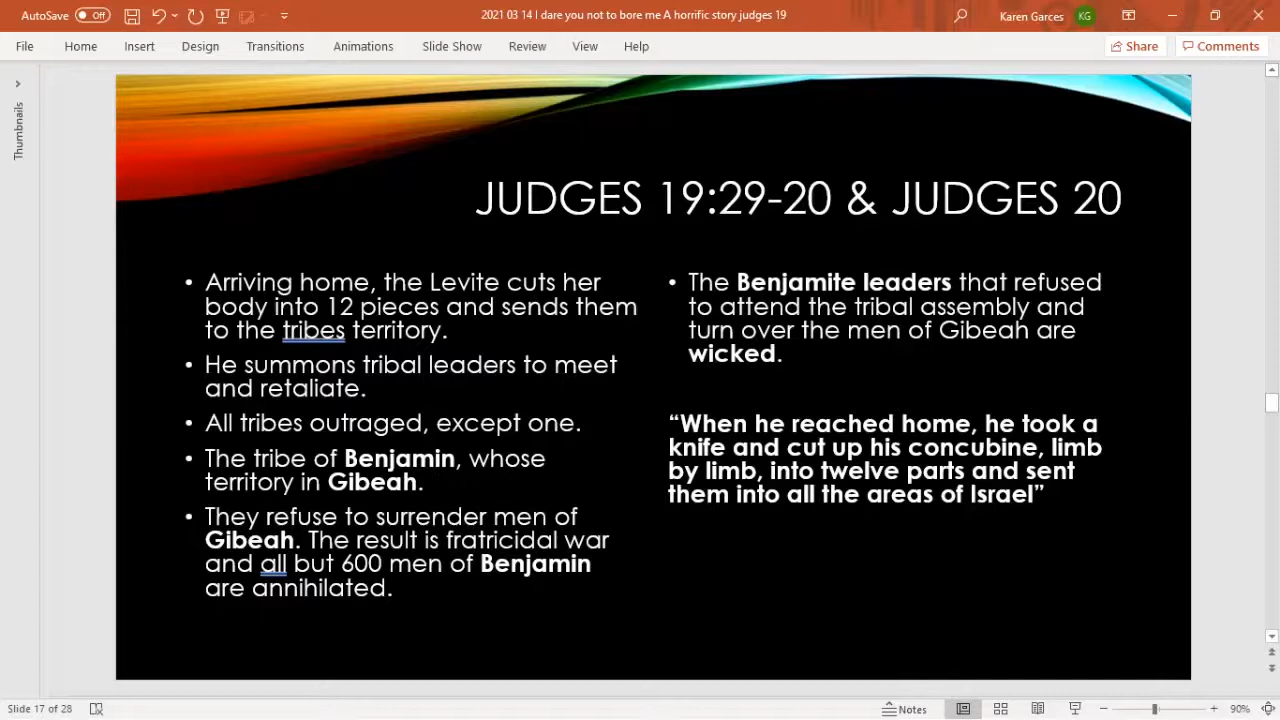 AutoSave Off
2021 03 14 I dare you not to bore me A horrific story judges 19
Karen Garces KG
File Home Insert Design Transitions Animations Slide Show Review View Help
Share Comments
Thumbnails
JUDGES 19:29-20 & JUDGES 20
• Arriving home, the Levite cuts her
body into 12 pieces and sends them
to the tribes territory.
• He summons tribal leaders to meet
and retaliate.
• All tribes outraged, except one.
• The tribe of Benjamin, whose
territory in Gibeah.
• They refuse to surrender men of
Gibeah. The result is fratricidal war
and all but 600 men of Benjamin
are annihilated.
• The Benjamite leaders that refused
to attend the tribal assembly and
turn over the men of Gibeah are
wicked.
“When he reached home, he took a
knife and cut up his concubine, limb
by limb, into twelve parts and sent
them into all the areas of Israel”
Slide 17 of 28
Notes
90%